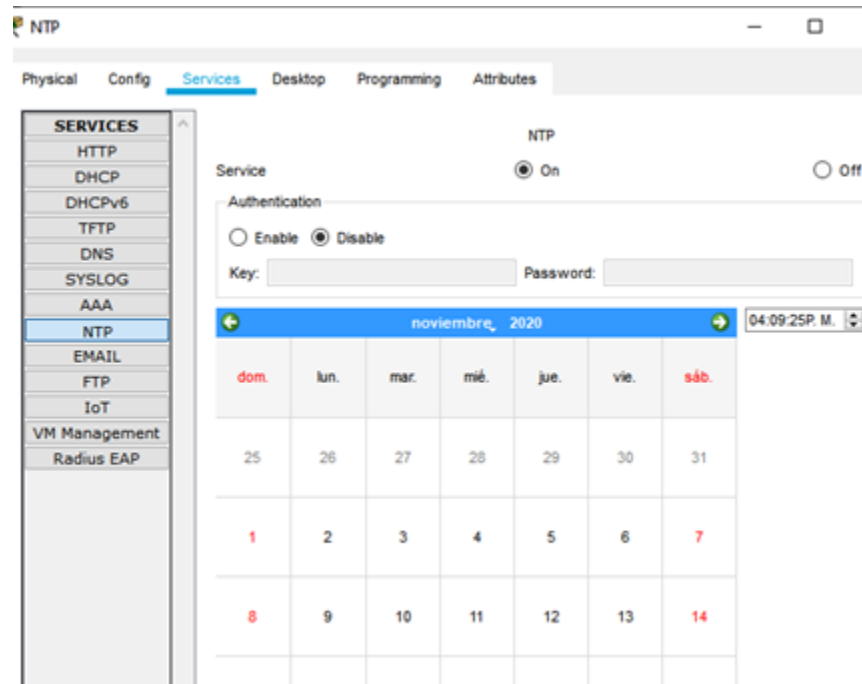 NTP
Physical Config Services Desktop Programming Attributes
SERVICES
HTTP
DHCP
DHCPv6
TFTP
DNS
SYSLOG
AAA
NTP
EMAIL
FTP
IoT
VM Management
Radius EAP
NTP
Service On Off
Authentication
Enable Disable
Key: Password:
noviembre, 2020
04:09:25P. M.
dom. lun. mar. mié. jue. vie. sáb.
25 26 27 28 29 30 31
1 2 3 4 5 6 7
8 9 10 11 12 13 14